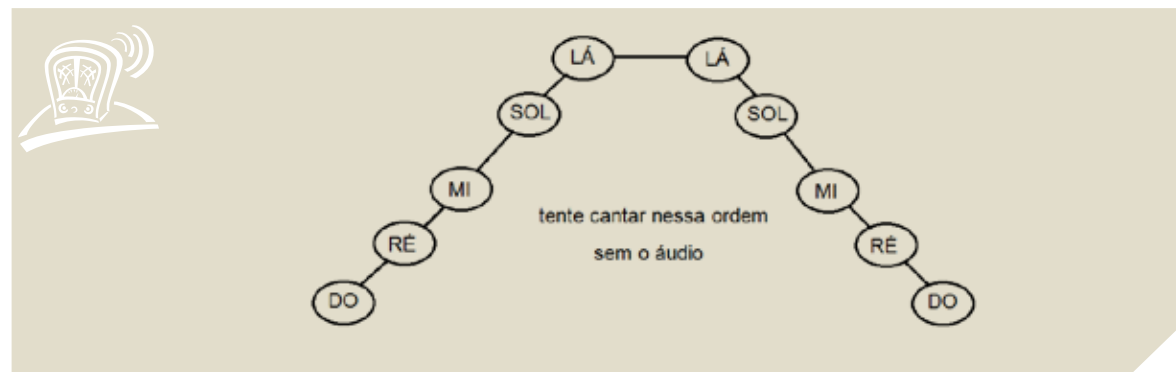 LÁ LÁ
SOL SOL
MI MI
tente cantar nessa ordem
RÉ RÉ
sem o áudio
DO DO